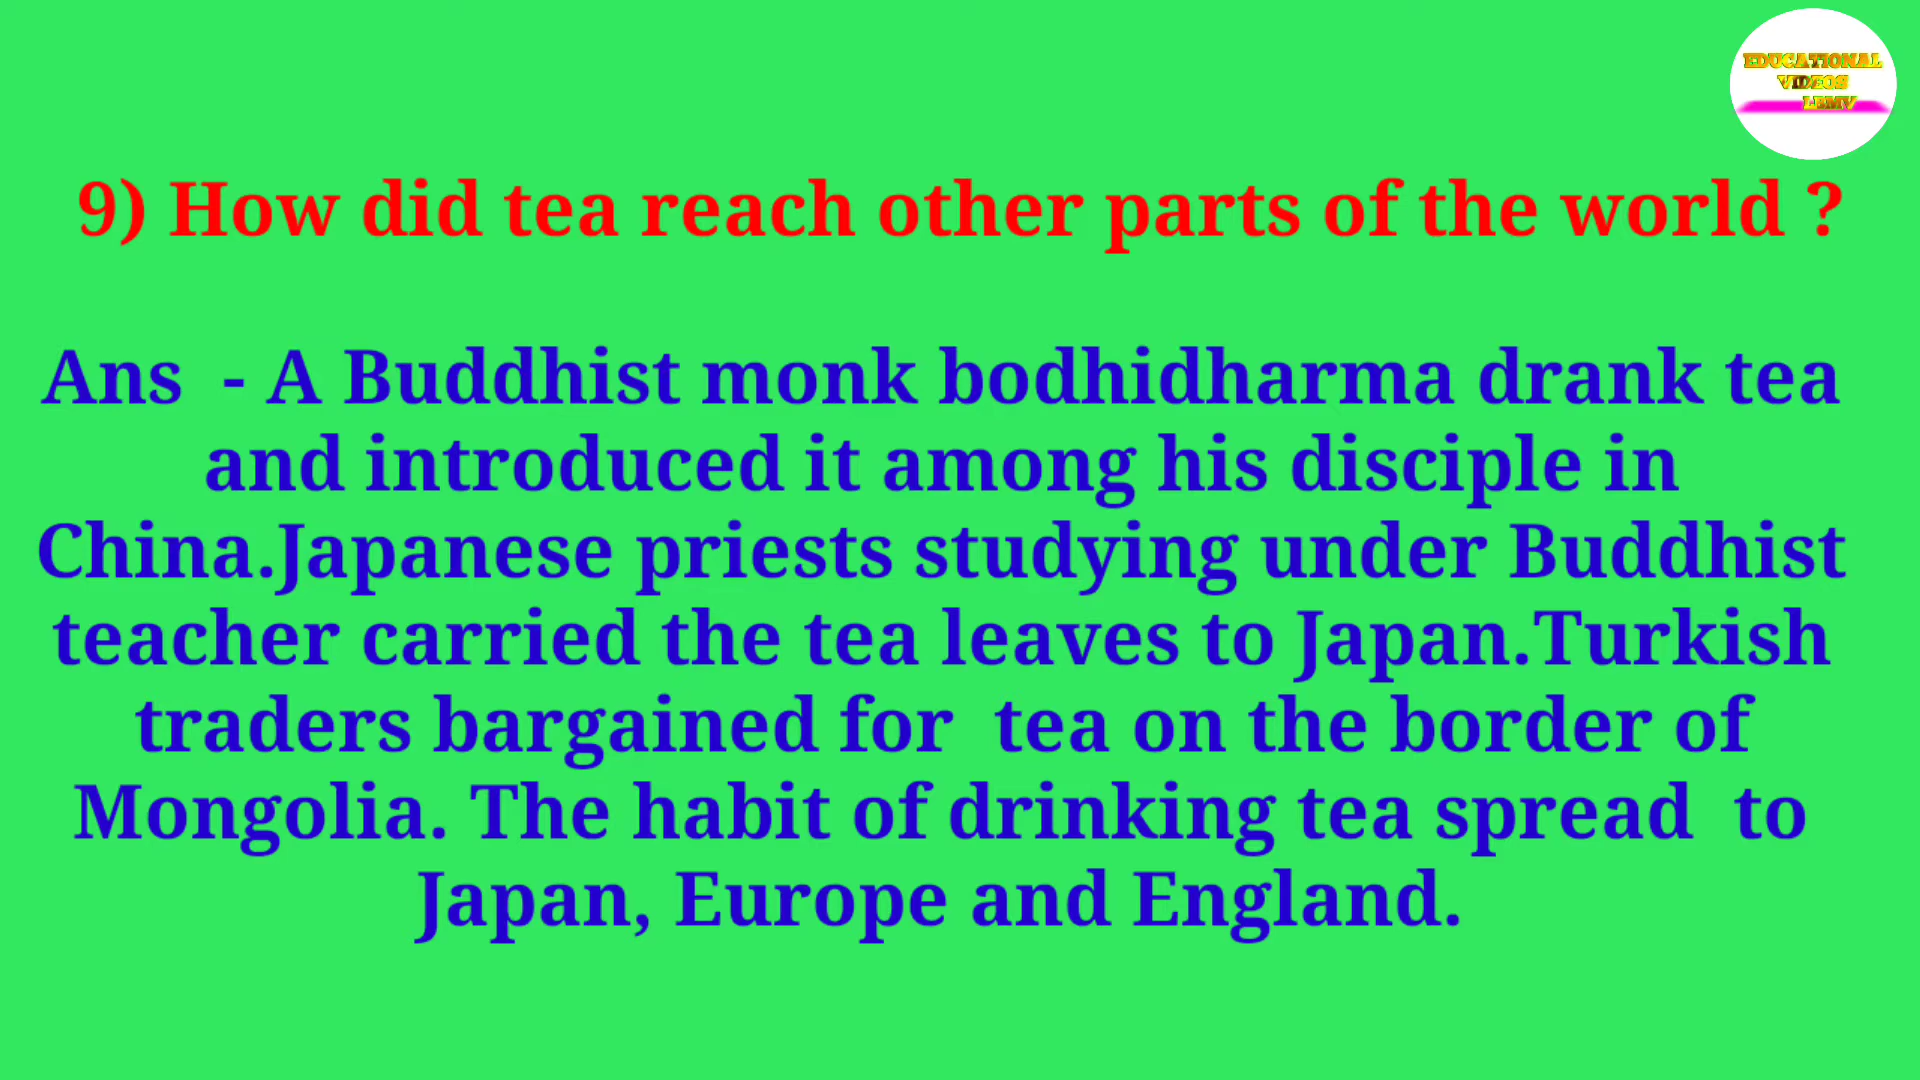 EDUCATIONAL
VIDEOS
LBMV
9) How did tea reach other parts of the world ?
Ans - A Buddhist monk bodhidharma drank tea
and introduced it among his disciple in
China.Japanese priests studying under Buddhist
teacher carried the tea leaves to Japan.Turkish
traders bargained for tea on the border of
Mongolia. The habit of drinking tea spread to
Japan, Europe and England.